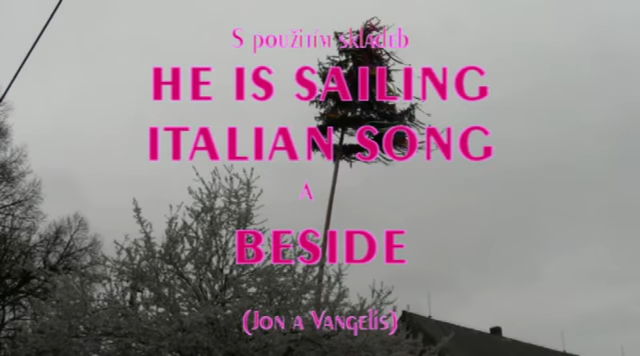 S použitím skladeb
HE IS SAILING
ITALIAN SONG
A
BESIDE
(Jon a Vangelis)